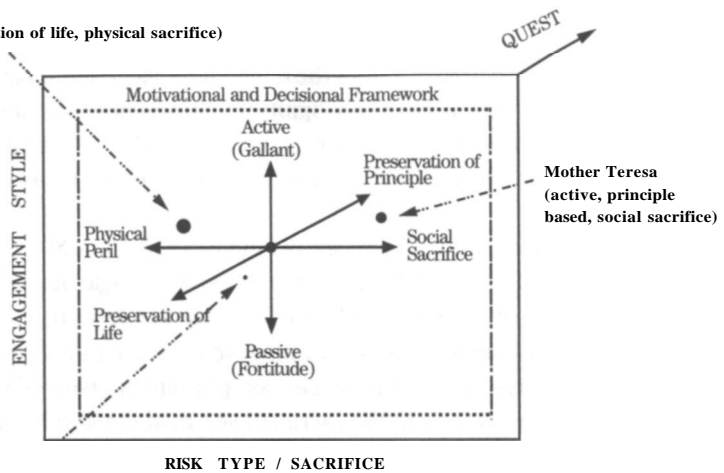 tion of life, physical sacrifice)
QUEST
Motivational and Decisional Framework
Active
(Gallant)
Preservation of
Principle
Mother Teresa
(active, principle
based, social sacrifice)
ENGAGEMENT STYLE
Physical
Peril
Social
Sacrifice
Preservation of
Life
Passive
(Fortitude)
RISK TYPE / SACRIFICE